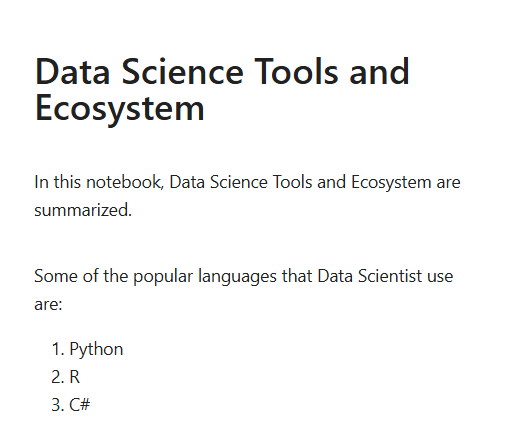 Data Science Tools and
Ecosystem
In this notebook, Data Science Tools and Ecosystem are
summarized.
Some of the popular languages that Data Scientist use
are:
1. Python
2. R
3. C#